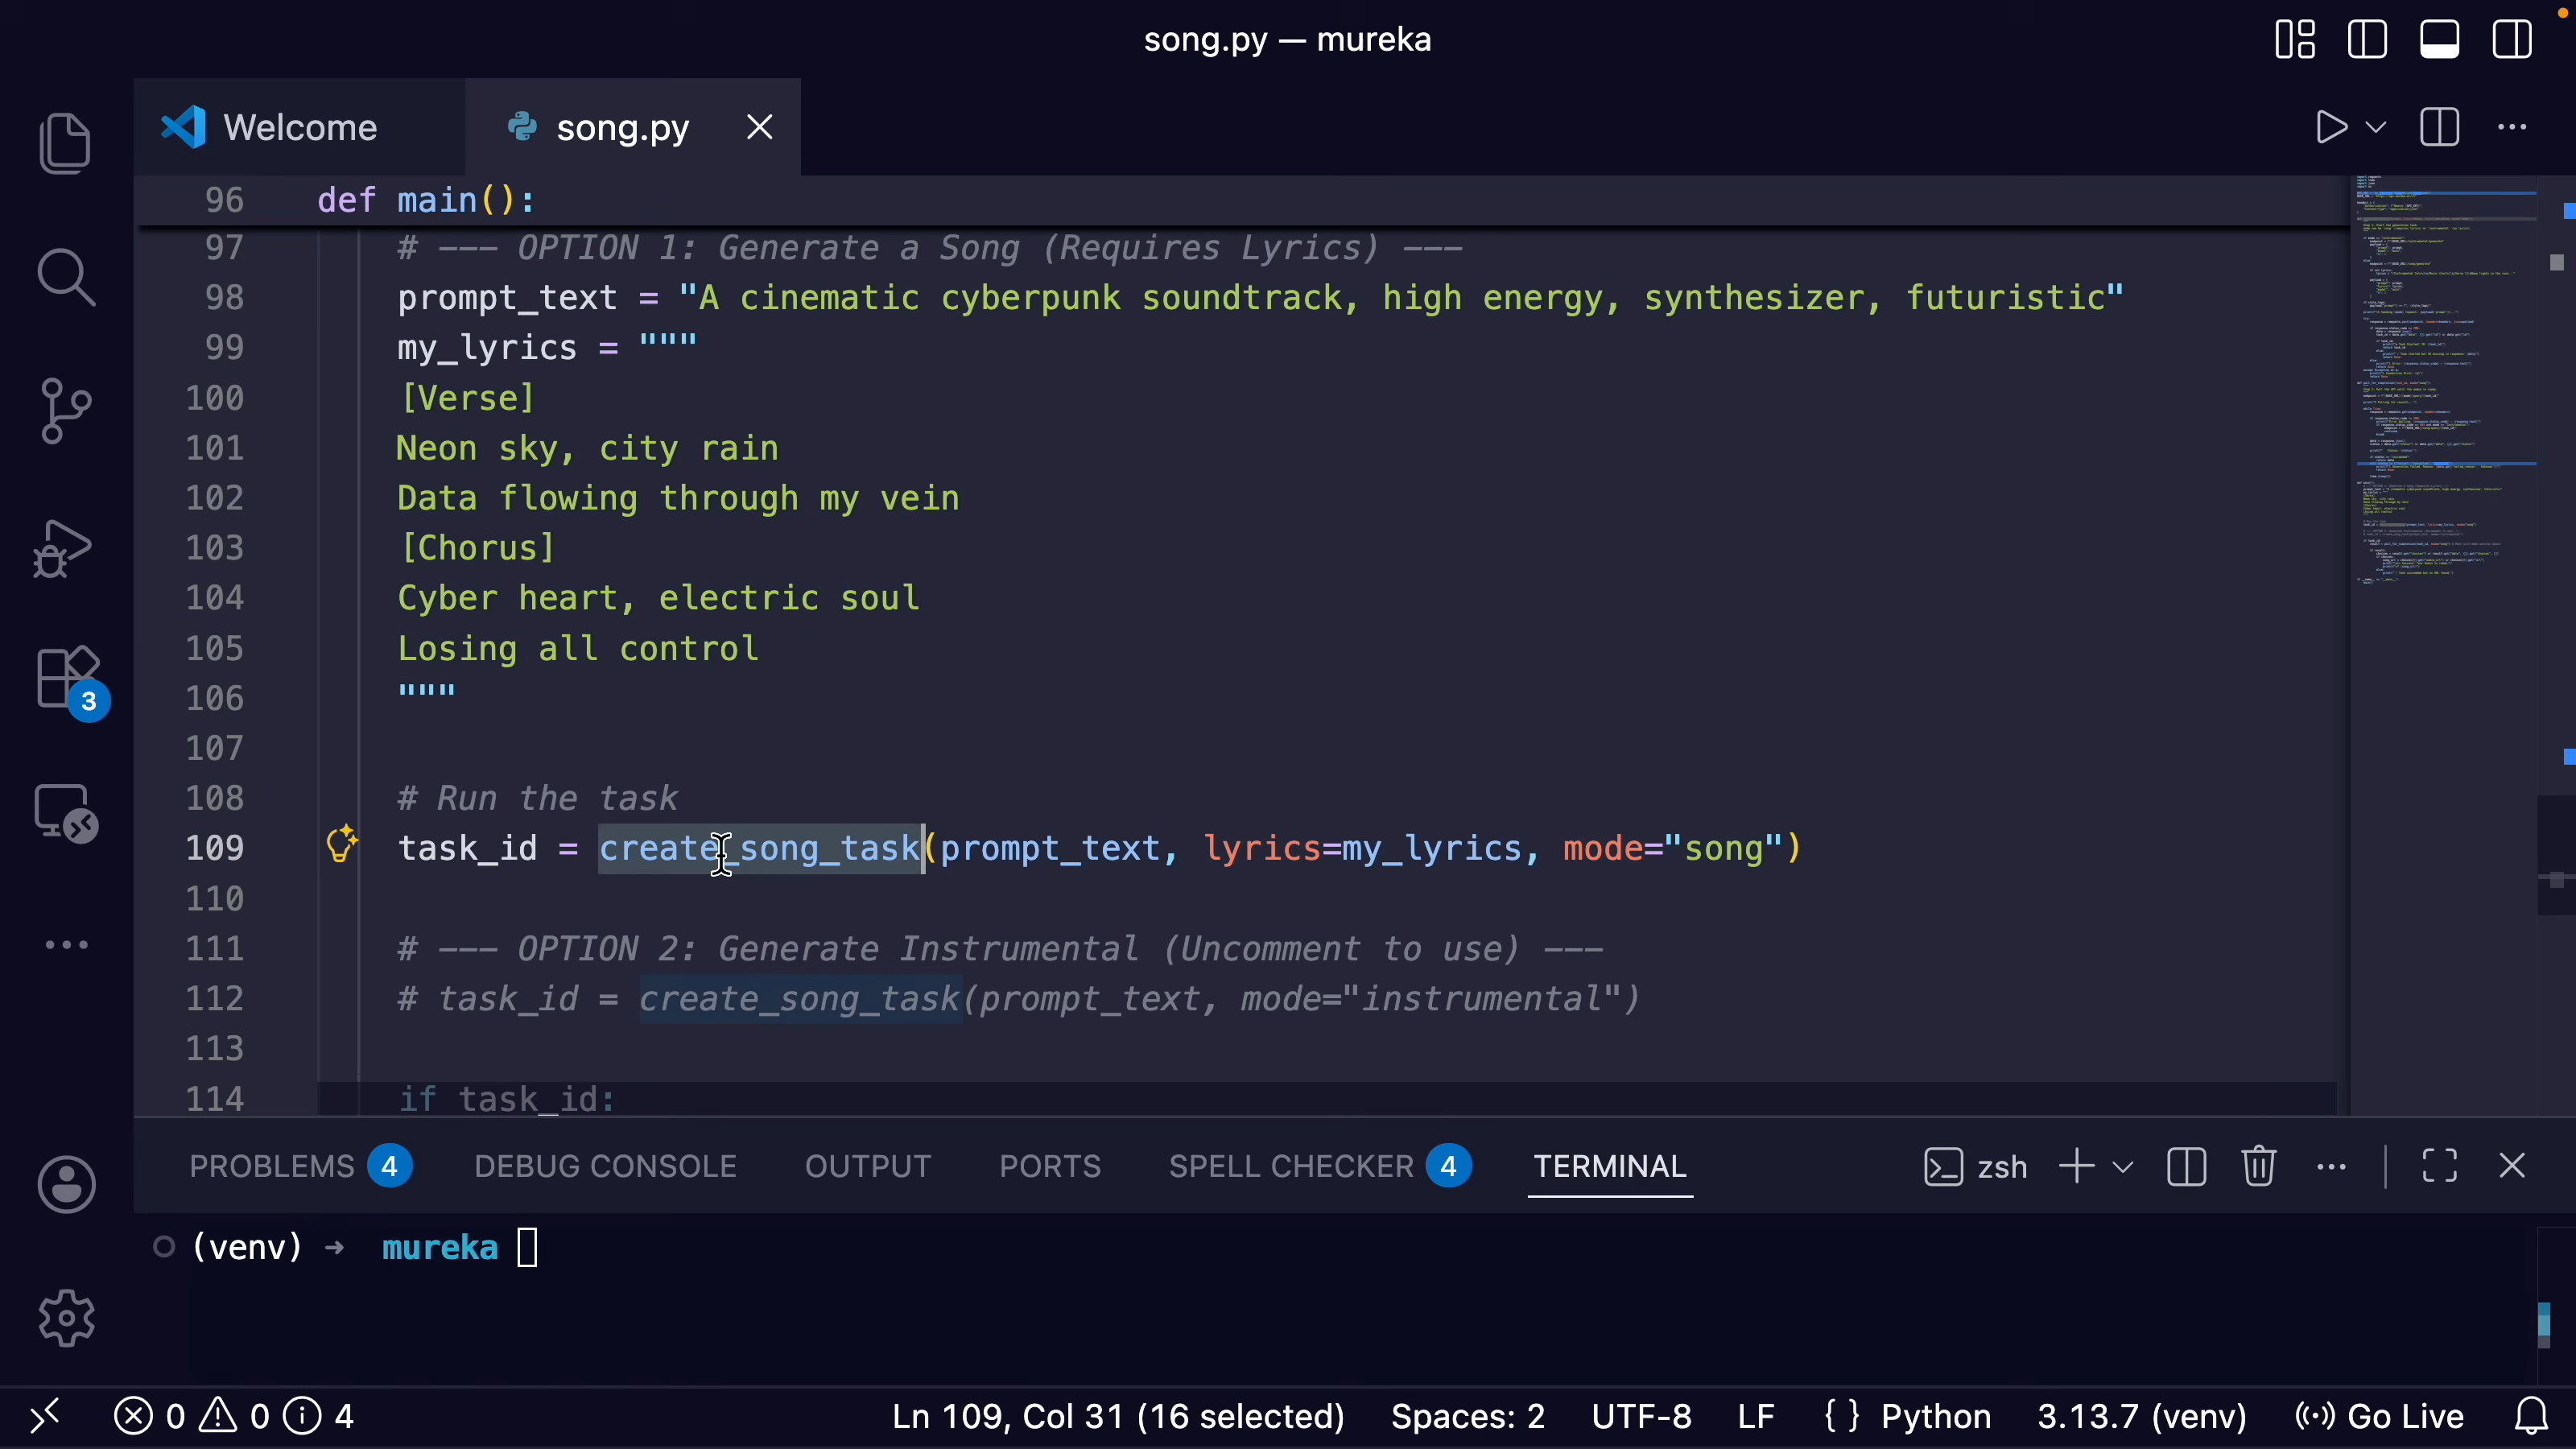 song.py — mureka
Welcome
song.py
96 def main():
97 # --- OPTION 1: Generate a Song (Requires Lyrics) ---
98 prompt_text = "A cinematic cyberpunk soundtrack, high energy, synthesizer, futuristic"
99 my_lyrics = """
100 [Verse]
101 Neon sky, city rain
102 Data flowing through my vein
103 [Chorus]
104 Cyber heart, electric soul
105 Losing all control
106 """
107
108 # Run the task
109 task_id = create_song_task(prompt_text, lyrics=my_lyrics, mode="song")
110
111 # --- OPTION 2: Generate Instrumental (Uncomment to use) ---
112 # task_id = create_song_task(prompt_text, mode="instrumental")
113
114 if task_id:
3
PROBLEMS 4 DEBUG CONSOLE OUTPUT PORTS SPELL CHECKER 4 TERMINAL zsh
(venv) → mureka
0 0 4 Ln 109, Col 31 (16 selected) Spaces: 2 UTF-8 LF {} Python 3.13.7 (venv) Go Live